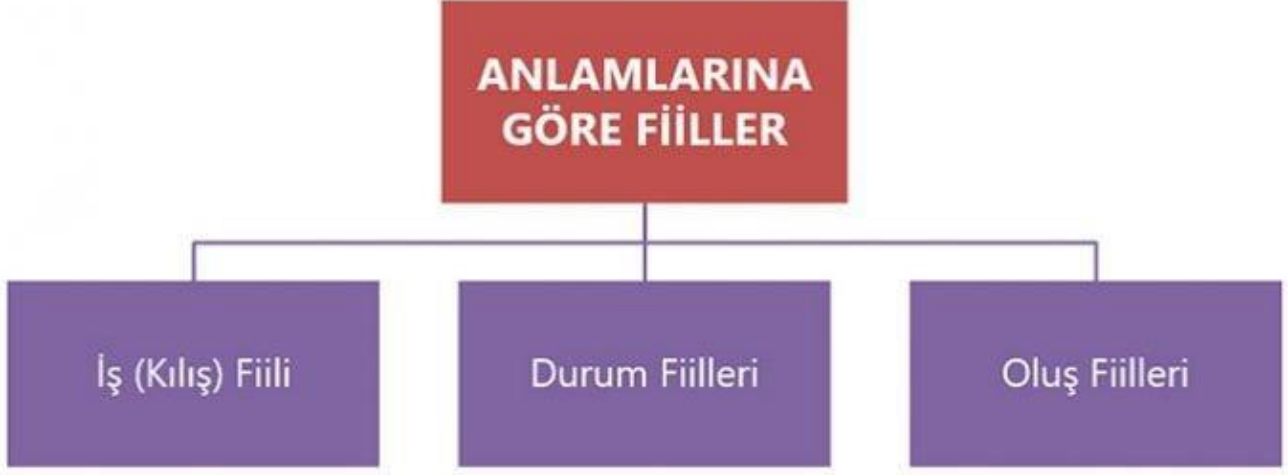 ANLAMLARINA
GÖRE FİİLLER
İş (Kılış) Fiili
Durum Fiilleri
Oluş Fiilleri